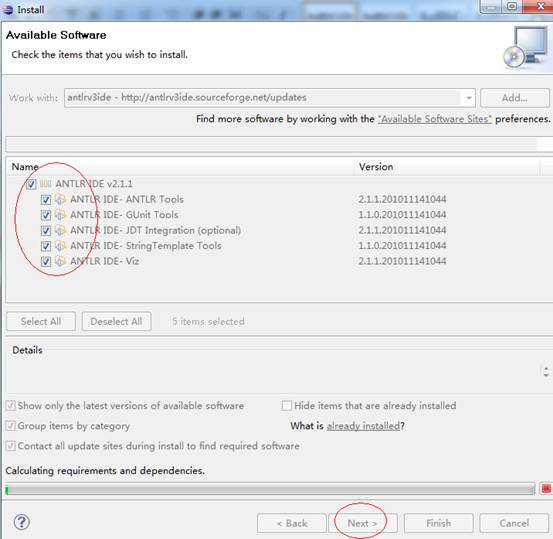 Install
Available Software
Check the items that you wish to install.
Work with: antlrv3ide - http://antlrv3ide.sourceforge.net/updates Add...
Find more software by working with the "Available Software Sites" preferences.
Name Version
ANTLR IDE v2.1.1
ANTLR IDE- ANTLR Tools 2.1.1.201011141044
ANTLR IDE- GUnit Tools 1.1.0.201011141044
ANTLR IDE- JDT Integration (optional) 2.1.1.201011141044
ANTLR IDE- StringTemplate Tools 1.1.0.201011141044
ANTLR IDE- Viz 2.1.1.201011141044
Select All Deselect All 5 items selected
Details
Show only the latest versions of available software Hide items that are already installed
Group items by category What is already installed?
Contact all update sites during install to find required software
Calculating requirements and dependencies.
? < Back Next > Finish Cancel